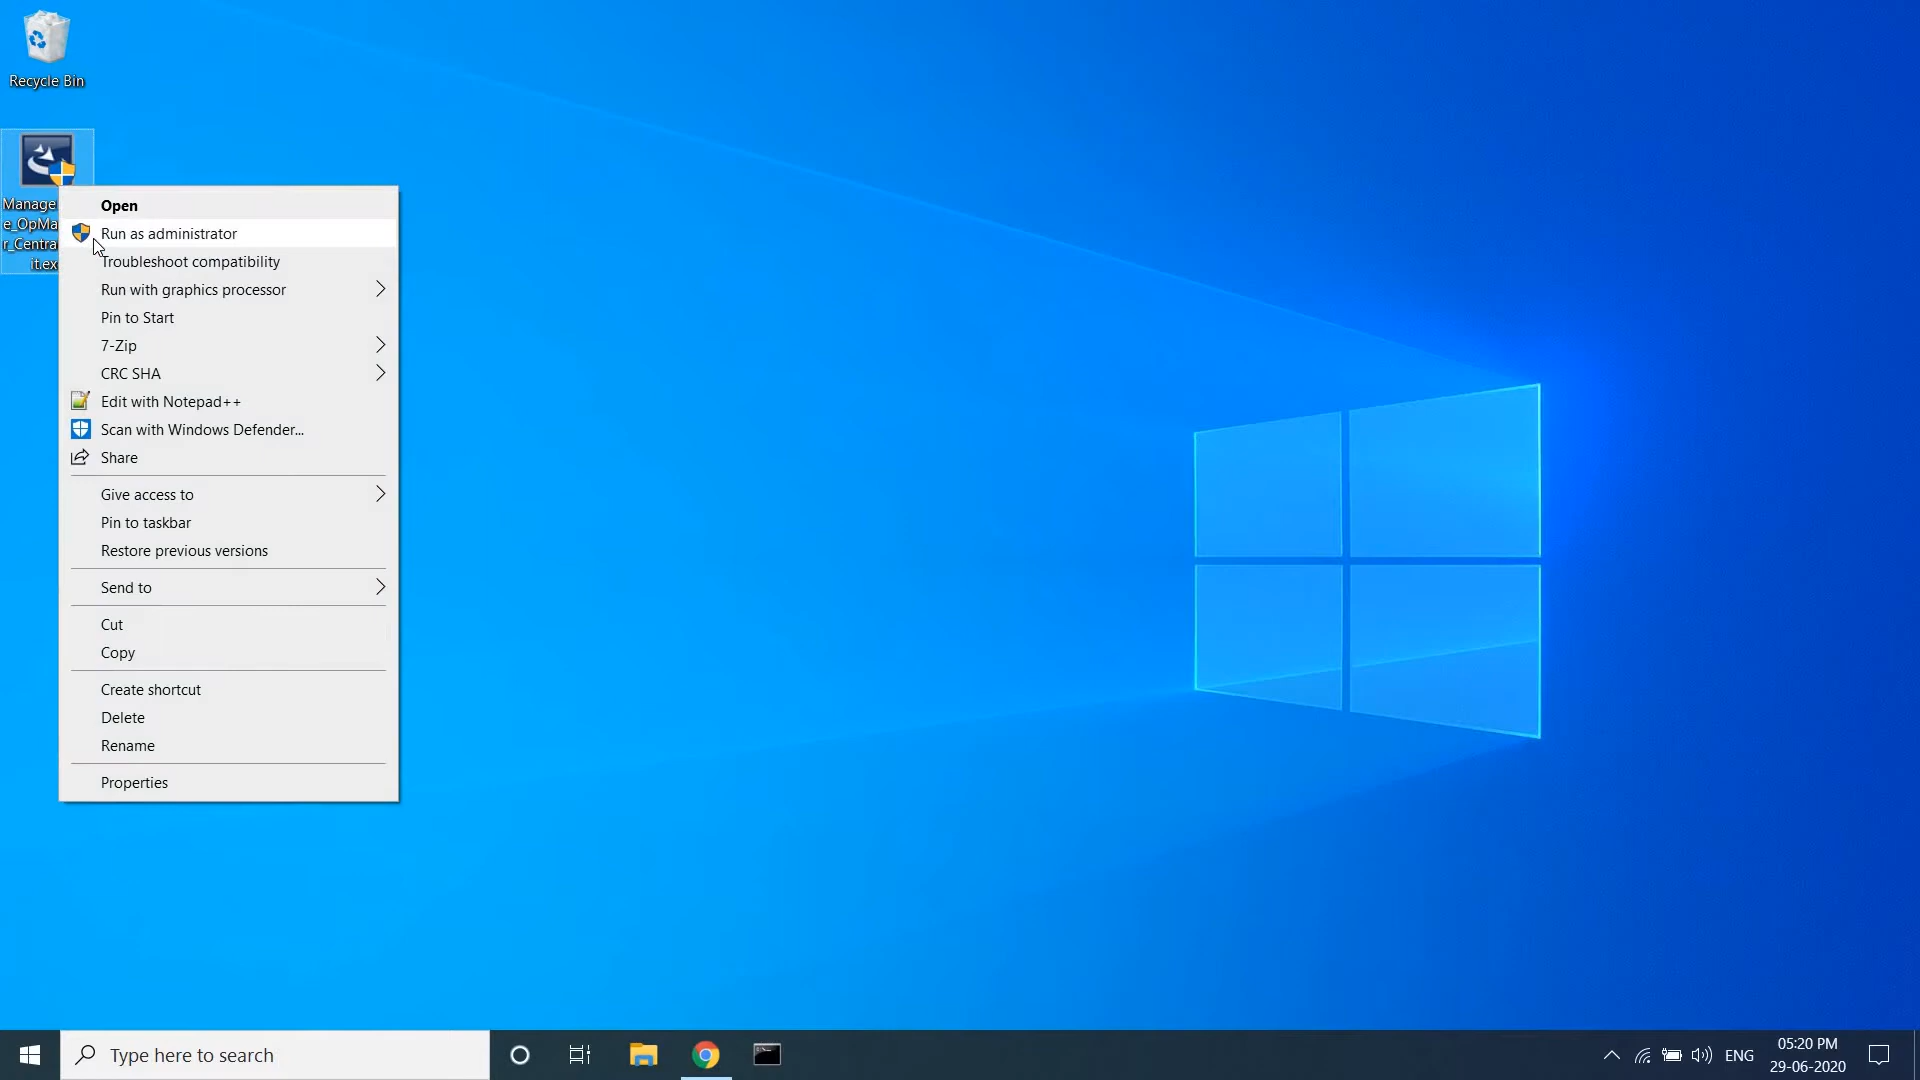 Recycle Bin
Manage
e_OpMa
r_Centra
it.ex
Open
Run as administrator
Troubleshoot compatibility
Run with graphics processor
Pin to Start
7-Zip
CRC SHA
Edit with Notepad++
Scan with Windows Defender...
Share
Give access to
Pin to taskbar
Restore previous versions
Send to
Cut
Copy
Create shortcut
Delete
Rename
Properties
Type here to search
ENG
05:20 PM
29-06-2020